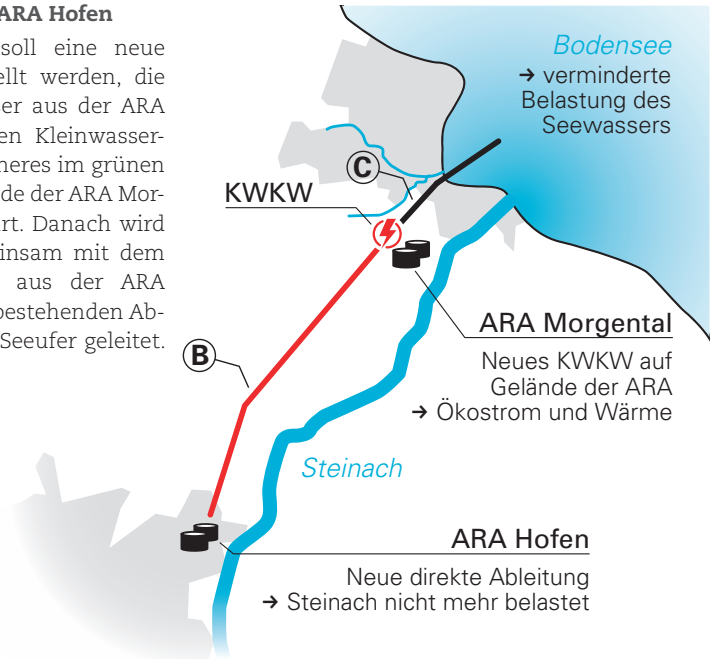 ARA Hofen
soll eine neue
ellt werden, die
ser aus der ARA
en Kleinwasser-
neres im grünen
de der ARA Mor-
rt. Danach wird
insam mit dem
aus der ARA
bestehenden Ab-
Seeufer geleitet.
Bodensee
→ verminderte
Belastung des
Seewassers
C
KWKW
ARA Morgental
Neues KWKW auf
Gelände der ARA
→ Ökostrom und Wärme
B
Steinach
ARA Hofen
Neue direkte Ableitung
→ Steinach nicht mehr belastet